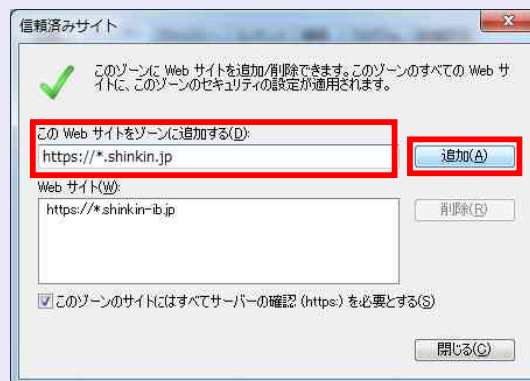 信頼済みサイト
このゾーンに Web サイトを追加/削除できます。このゾーンのすべての Web サ
イトに、このゾーンのセキュリティの設定が適用されます。
この Web サイトをゾーンに追加する(D):
https://*.shinkin.jp
追加(A)
Web サイト(W):
https://*.shinkin-ib.jp
削除(R)
このゾーンのサイトにはすべてサーバーの確認 (https:) を必要とする(S)
閉じる(C)